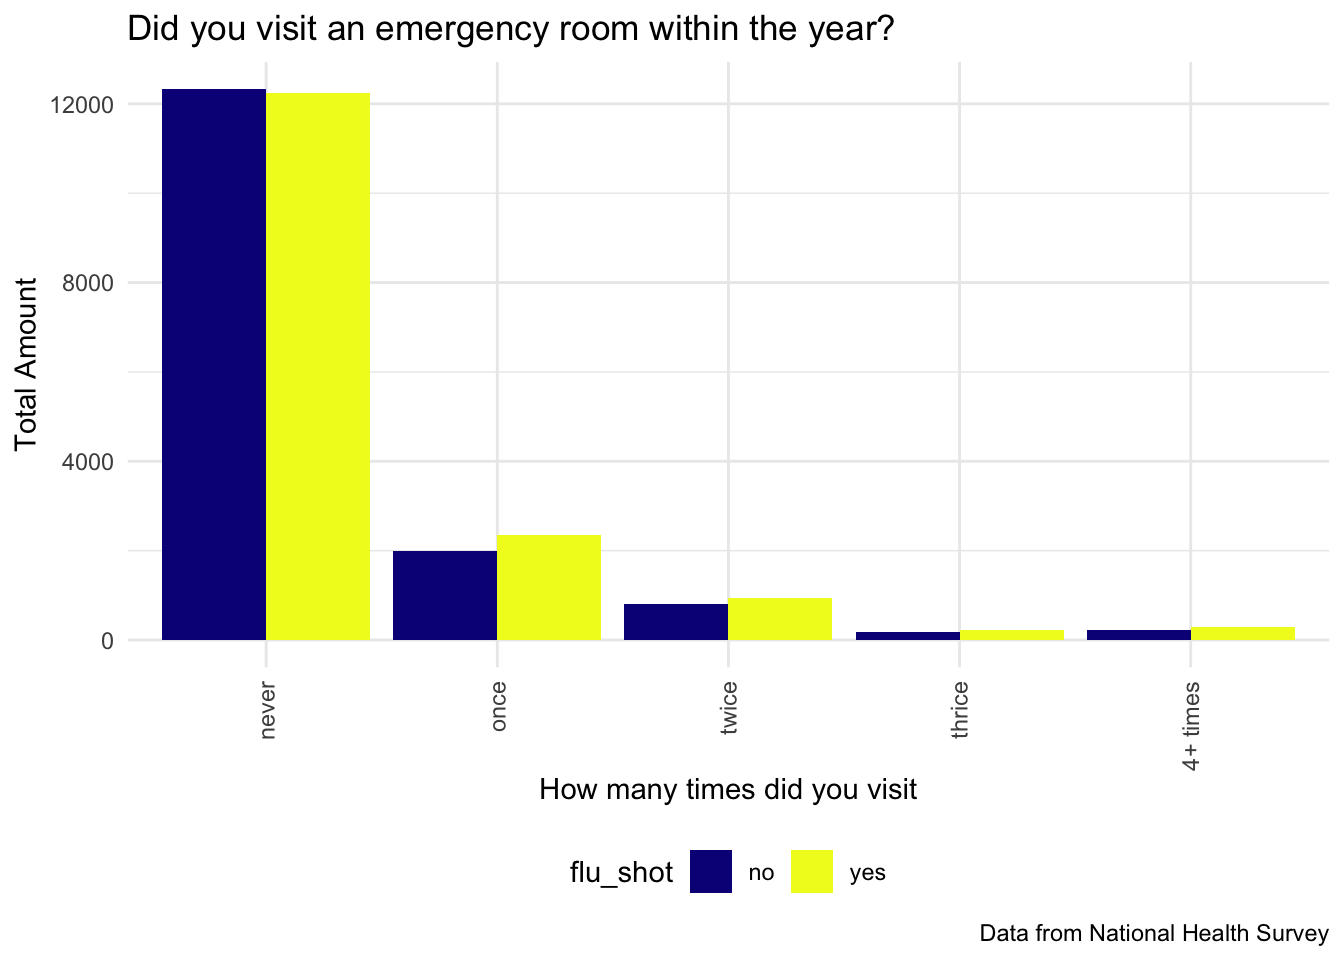 Did you visit an emergency room within the year?
12000
8000
4000
0
Total Amount
never
once
twice
thrice
4+ times
How many times did you visit
flu_shot no yes
Data from National Health Survey